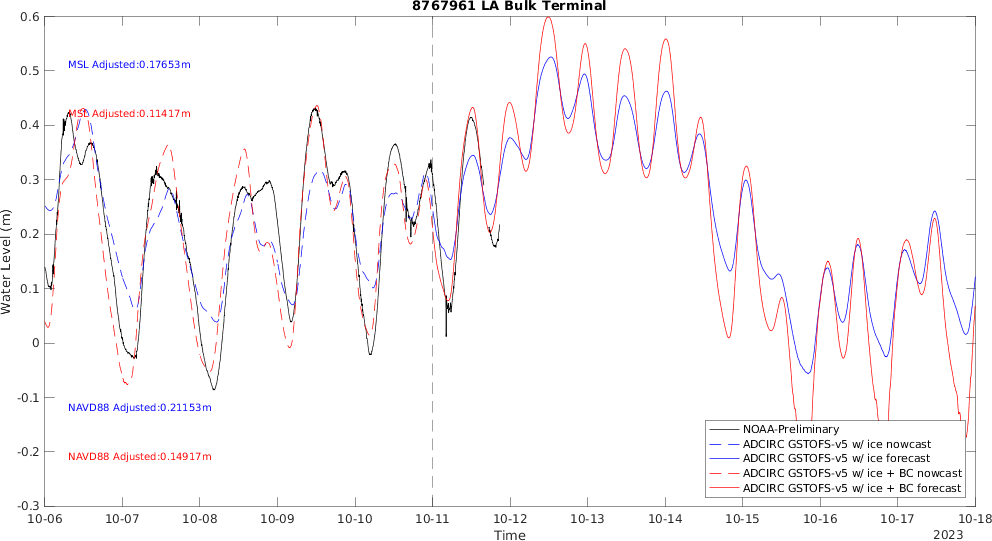 8767961 LA Bulk Terminal
0.6
0.5
0.4
0.3
0.2
0.1
0
-0.1
-0.2
-0.3
Water Level (m)
MSL Adjusted:0.17653m
MSL Adjusted:0.11417m
NAVD88 Adjusted:0.21153m
NAVD88 Adjusted:0.14917m
NOAA-Preliminary
ADCIRC GSTOFS-v5 w/ ice nowcast
ADCIRC GSTOFS-v5 w/ ice forecast
ADCIRC GSTOFS-v5 w/ ice + BC nowcast
ADCIRC GSTOFS-v5 w/ ice + BC forecast
10-06 10-07 10-08 10-09 10-10 10-11 10-12 10-13 10-14 10-15 10-16 10-17 10-18
Time
2023